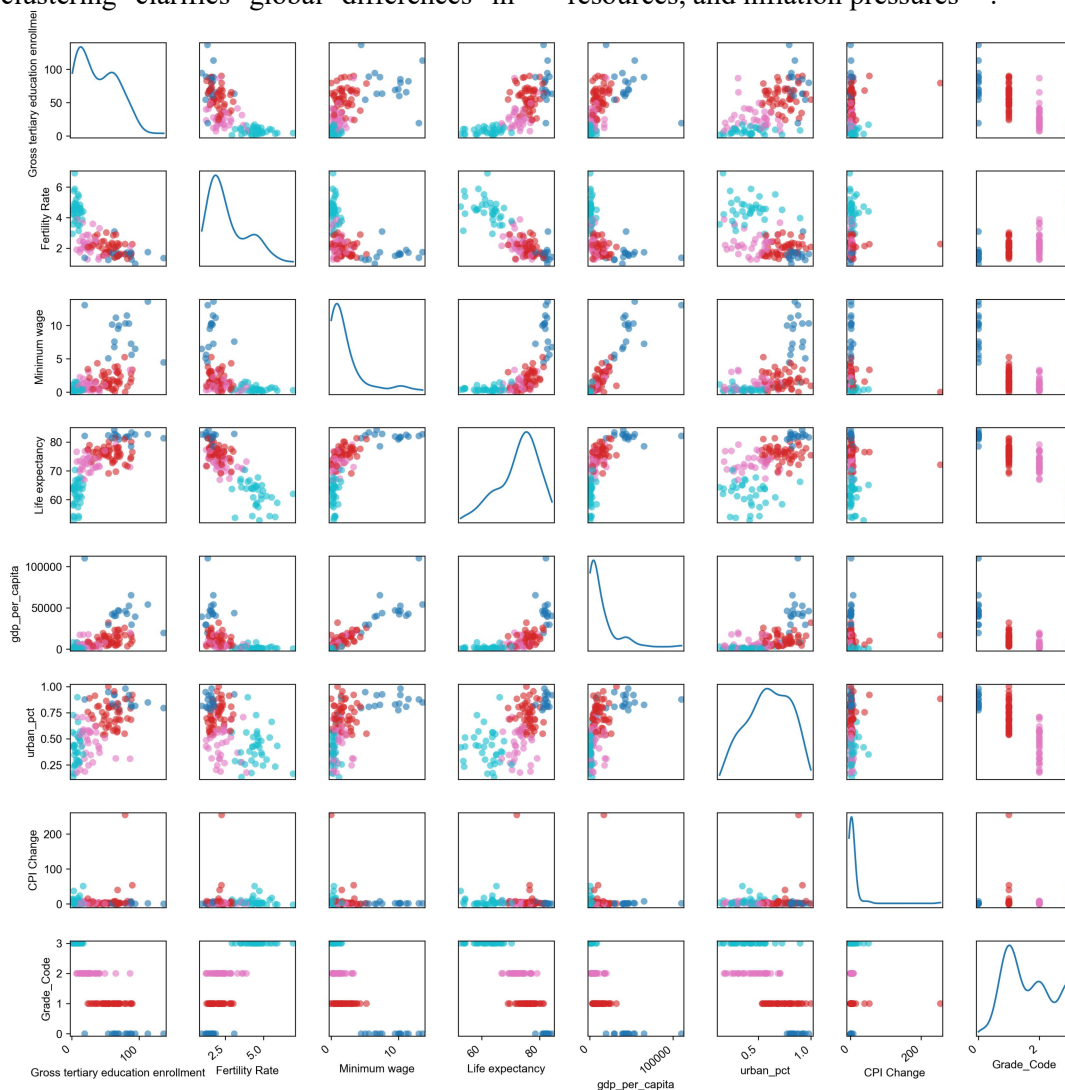 clustering clarifies global differences in resources, and inflation pressures
Gross tertiary education enrollment
100
50
0
Fertility Rate
6
4
2
Minimum wage
10
5
0
Life expectancy
80
70
60
gdp_per_capita
100000
50000
0
urban_pct
1.00
0.75
0.50
0.25
CPI Change
200
100
0
Grade_Code
3
2
1
0
0 100
Gross tertiary education enrollment
2.5 5.0
Fertility Rate
0 10
Minimum wage
60 80
Life expectancy
0 100000
gdp_per_capita
0.5 1.0
urban_pct
0 200
CPI Change
0 2
Grade_Code